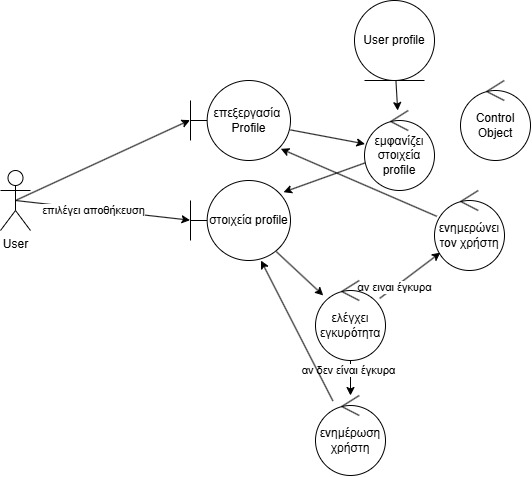 User profile
επεξεργασία
Profile
Control
Object
εμφανίζει
στοιχεία
profile
επιλέγει αποθήκευση
στοιχεία profile
User
ενημερώνει
τον χρήστη
αν ειναι έγκυρα
ελέγχει
εγκυρότητα
αν δεν είναι έγκυρα
ενημέρωση
χρήστη